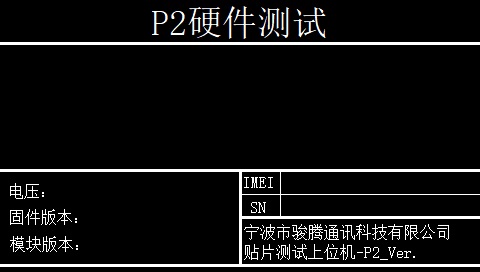 P2硬件测试
电压:
固件版本:
模块版本:
IMEI
SN
宁波市骏腾通讯科技有限公司
贴片测试上位机-P2_Ver.